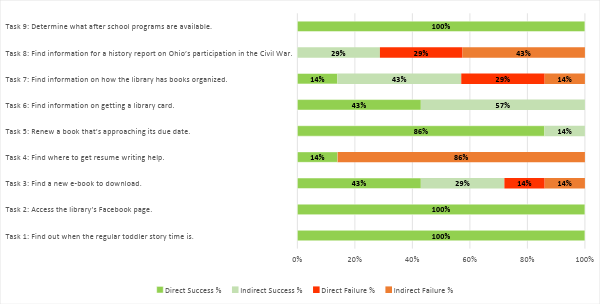 Task 9: Determine what after school programs are available.
100%
Task 8: Find information for a history report on Ohio's participation in the Civil War.
29% 29% 43%
Task 7: Find information on how the library has books organized.
14% 43% 29% 14%
Task 6: Find information on getting a library card.
43% 57%
Task 5: Renew a book that's approaching its due date.
86% 14%
Task 4: Find where to get resume writing help.
14% 86%
Task 3: Find a new e-book to download.
43% 29% 14% 14%
Task 2: Access the library's Facebook page.
100%
Task 1: Find out when the regular toddler story time is.
100%
0% 20% 40% 60% 80% 100%
Direct Success % Indirect Success % Direct Failure % Indirect Failure %